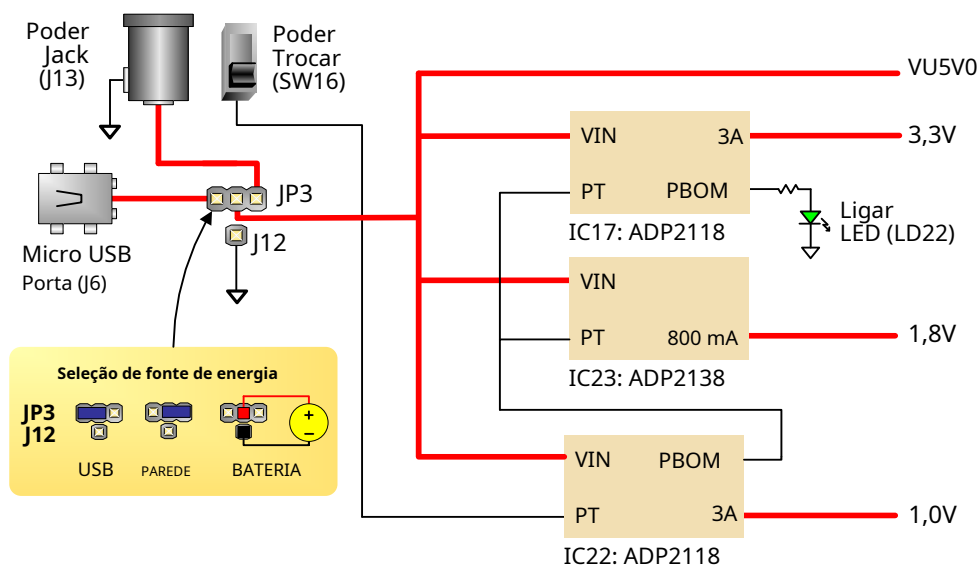 Poder
Jack
(J13)
Poder
Trocar
(SW16)
VU5V0
VIN
3A
3,3V
PT
PBOM
IC17: ADP2118
Ligar
LED (LD22)
JP3
J12
Micro USB
Porta (J6)
VIN
PT
800 mA
1,8V
IC23: ADP2138
Seleção de fonte de energia
JP3
J12
+
−
USB
PAREDE
BATERIA
VIN
PBOM
PT
3A
1,0V
IC22: ADP2118